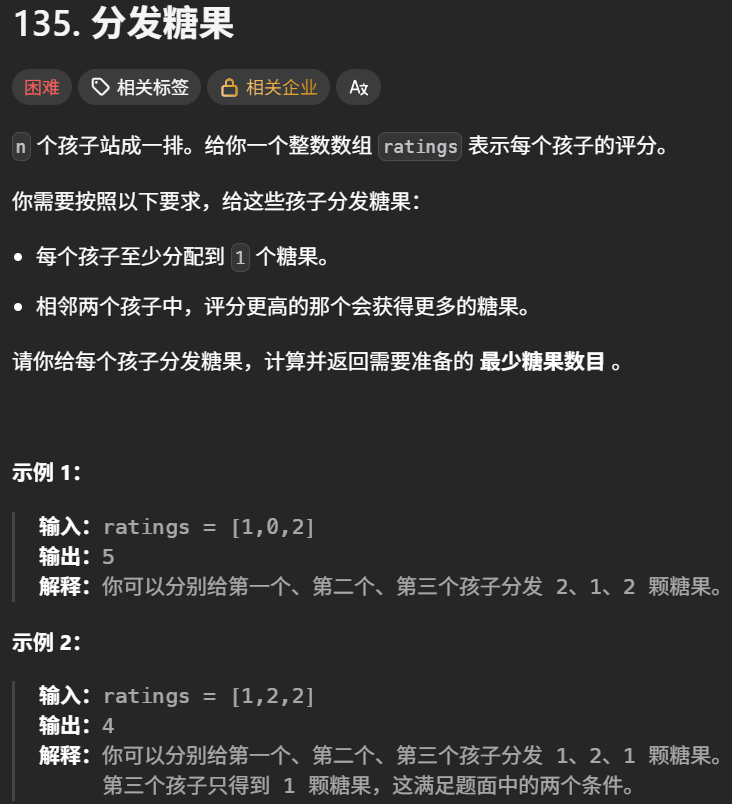 135. 分发糖果
困难 相关标签 相关企业 A文
n 个孩子站成一排。给你一个整数数组 ratings 表示每个孩子的评分。
你需要按照以下要求，给这些孩子分发糖果：
• 每个孩子至少分配到 1 个糖果。
• 相邻两个孩子中，评分更高的那个会获得更多的糖果。
请你给每个孩子分发糖果，计算并返回需要准备的 最少糖果数目 。
示例 1：
输入：ratings = [1,0,2]
输出：5
解释：你可以分别给第一个、第二个、第三个孩子分发 2、1、2 颗糖果。
示例 2：
输入：ratings = [1,2,2]
输出：4
解释：你可以分别给第一个、第二个、第三个孩子分发 1、2、1 颗糖果。
第三个孩子只得到 1 颗糖果，这满足题面中的两个条件。